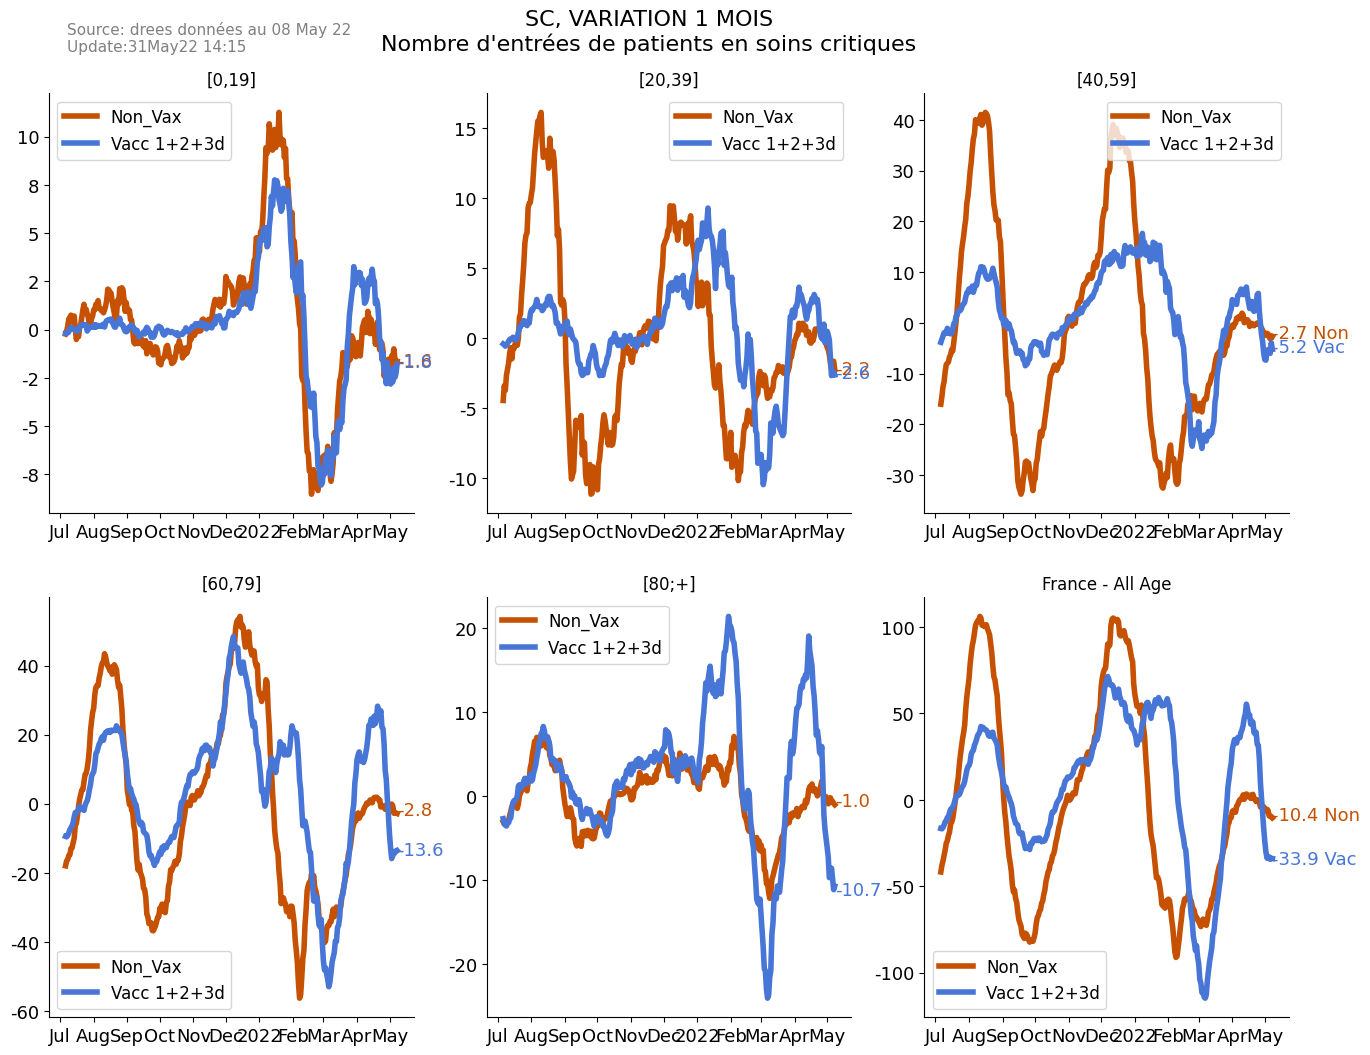 Source: drees données au 08 May 22
Update:31May22 14:15
SC, VARIATION 1 MOIS
Nombre d'entrées de patients en soins critiques
[0,19]
Non_Vax
Vacc 1+2+3d
10
8
5
2
0
-2
-5
-8
-1.6
-1.6
Jul Aug Sep Oct Nov Dec 2022 Feb Mar Apr May
[20,39]
Non_Vax
Vacc 1+2+3d
15
10
5
0
-5
-10
-2.2
-2.6
Jul Aug Sep Oct Nov Dec 2022 Feb Mar Apr May
[40,59]
Non_Vax
Vacc 1+2+3d
40
30
20
10
0
-10
-20
-30
-2.7 Non
-5.2 Vac
Jul Aug Sep Oct Nov Dec 2022 Feb Mar Apr May
[60,79]
40
20
0
-20
-40
-60
-2.8
-13.6
Non_Vax
Vacc 1+2+3d
Jul Aug Sep Oct Nov Dec 2022 Feb Mar Apr May
[80;+]
Non_Vax
Vacc 1+2+3d
20
10
0
-10
-20
-1.0
-10.7
Jul Aug Sep Oct Nov Dec 2022 Feb Mar Apr May
France - All Age
100
50
0
-50
-100
-10.4 Non
-33.9 Vac
Non_Vax
Vacc 1+2+3d
Jul Aug Sep Oct Nov Dec 2022 Feb Mar Apr May